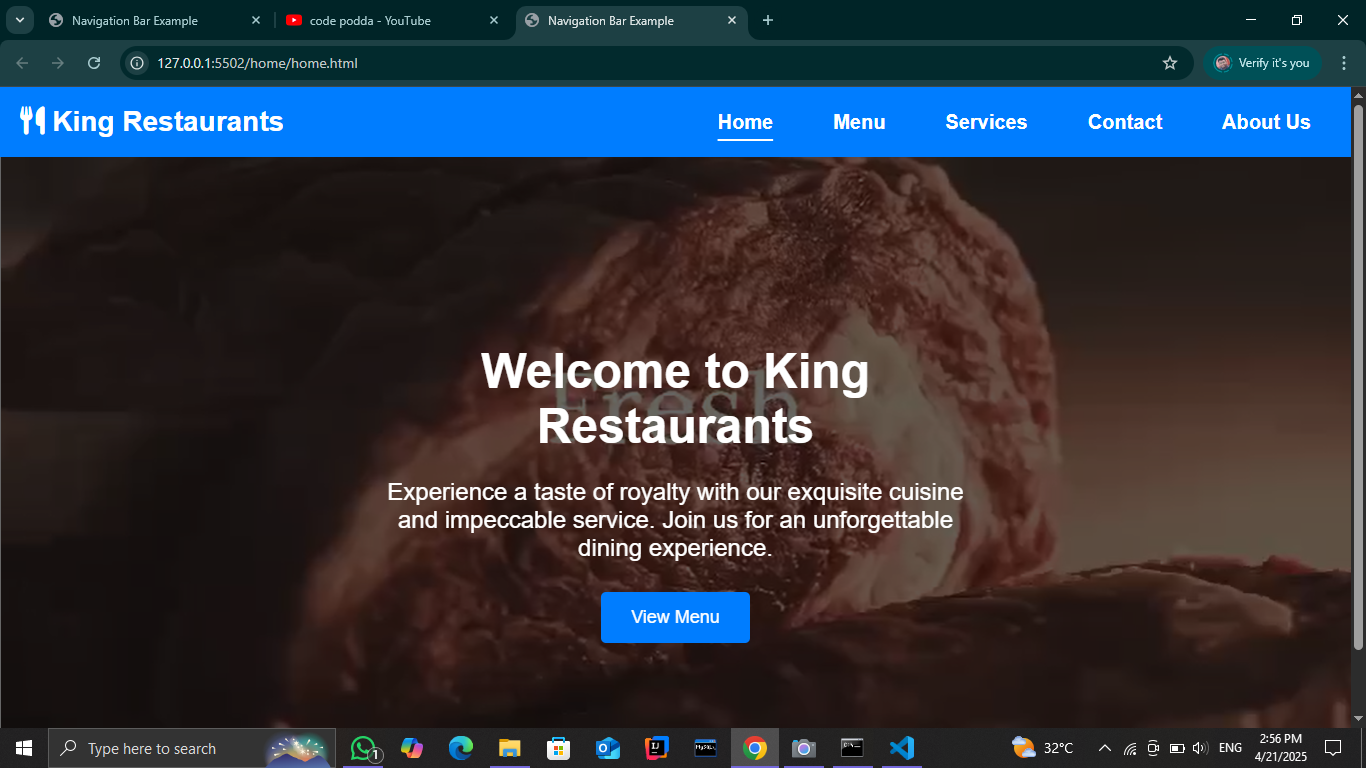 Navigation Bar Example
code podda - YouTube
Navigation Bar Example
127.0.0.1:5502/home/home.html
Verify it's you
King Restaurants
Home
Menu
Services
Contact
About Us
Fresh
Welcome to King
Restaurants
Experience a taste of royalty with our exquisite cuisine
and impeccable service. Join us for an unforgettable
dining experience.
View Menu
Type here to search
1
MySQL
32°C
ENG
2:56 PM
4/21/2025